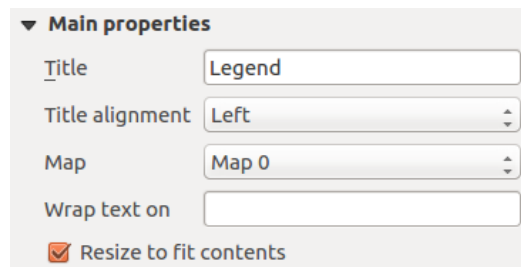 Main properties
Title Legend
Title alignment Left
Map Map 0
Wrap text on
Resize to fit contents